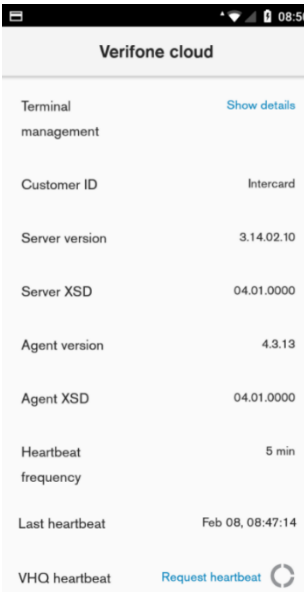 08:50
Verifone cloud
Terminal management Show details
Customer ID Intercard
Server version 3.14.02.10
Server XSD 04.01.0000
Agent version 4.3.13
Agent XSD 04.01.0000
Heartbeat frequency 5 min
Last heartbeat Feb 08, 08:47:14
VHQ heartbeat Request heartbeat